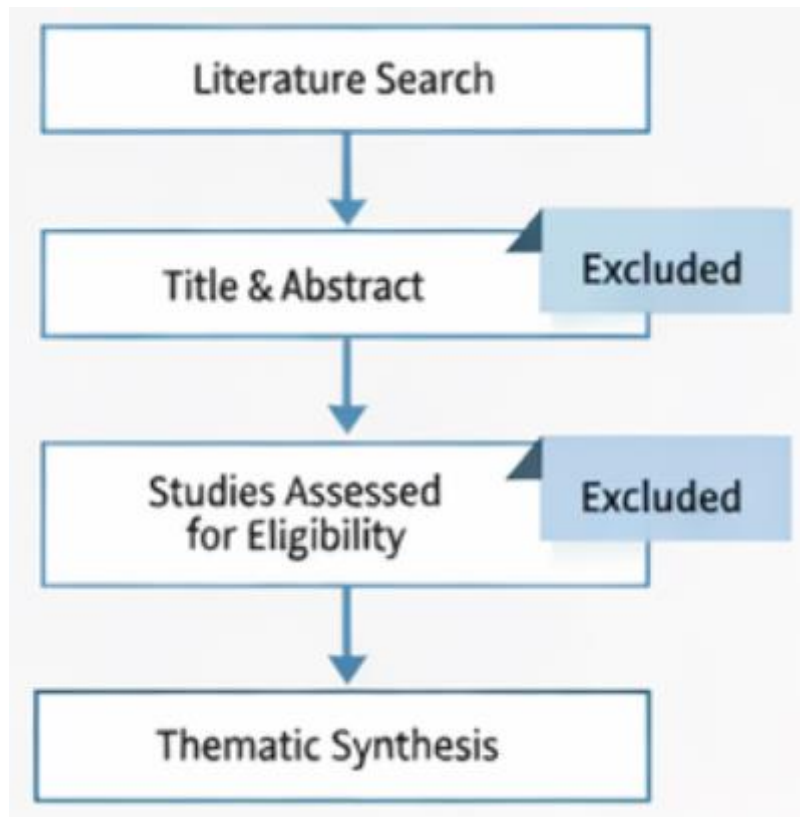 Literature Search
Title & Abstract
Excluded
Studies Assessed
for Eligibility
Excluded
Thematic Synthesis